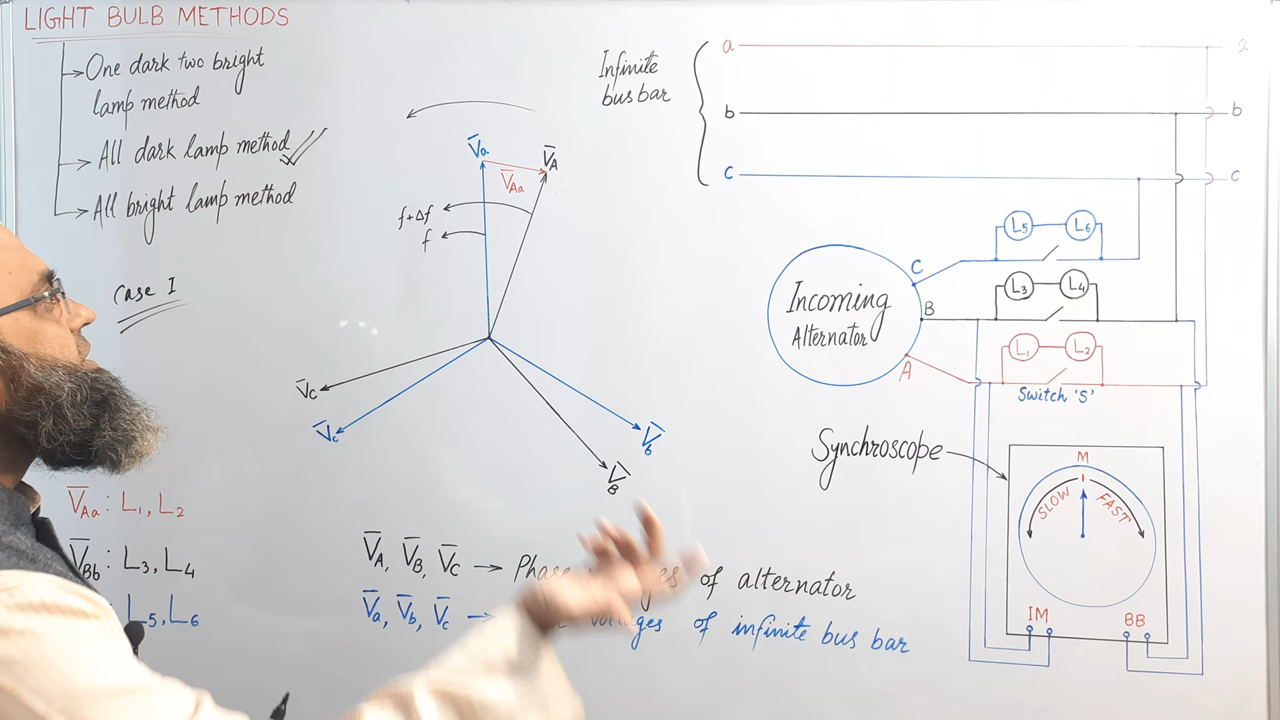 LIGHT BULB METHODS
One dark two bright
lamp method
All dark lamp method
All bright lamp method
Case I
V̅a
V̅A
V̅Aa
f+Δf
f
V̅C
V̅c
V̅b
V̅B
V̅Aa : L1, L2
V̅Bb : L3, L4
L5, L6
V̅A, V̅B, V̅C → of alternator
V̅a, V̅b, V̅c → voltages of infinite bus bar
Infinite
bus bar
a a
b b
c c
L5 L6
C
L3 L4
B
L1 L2
A
Switch 'S'
Incoming
Alternator
Synchroscope
M
SLOW FAST
IM BB